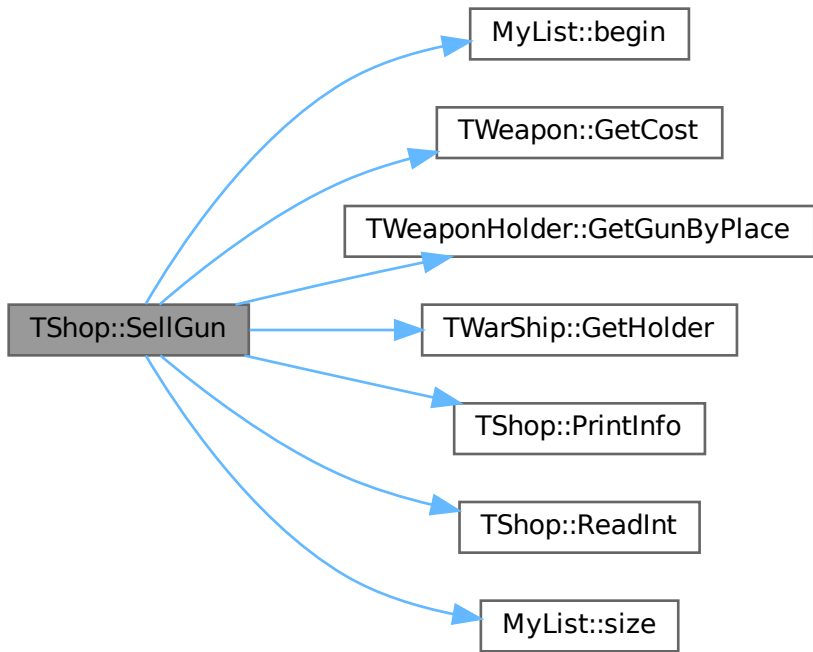 MyList::begin
TWeapon::GetCost
TWeaponHolder::GetGunByPlace
TShop::SellGun
TWarShip::GetHolder
TShop::PrintInfo
TShop::ReadInt
MyList::size